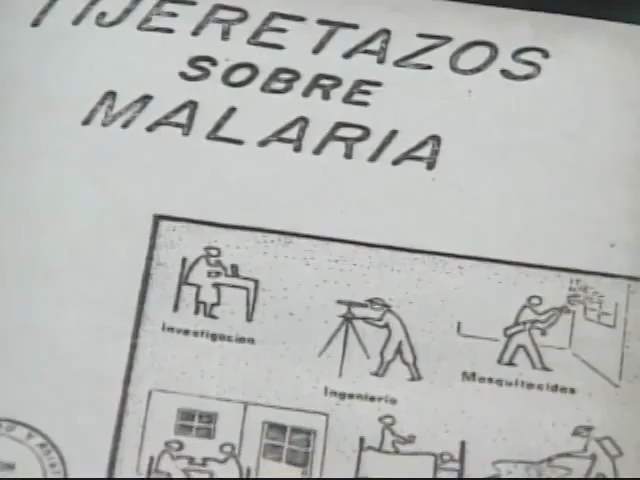 TIJERETAZOS
SOBRE
MALARIA
Investigacion
Ingenieria
Mosquitocidas